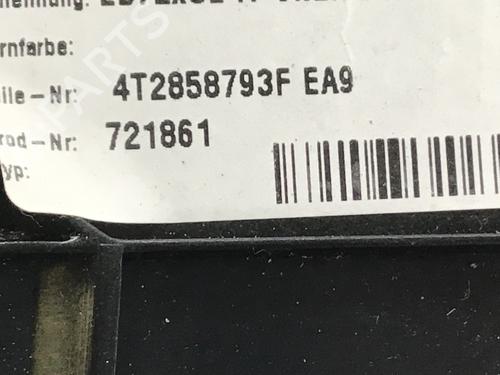 rnfarbe:
ile-Nr: 4T2858793F EA9
rod-Nr: 721861
yp: